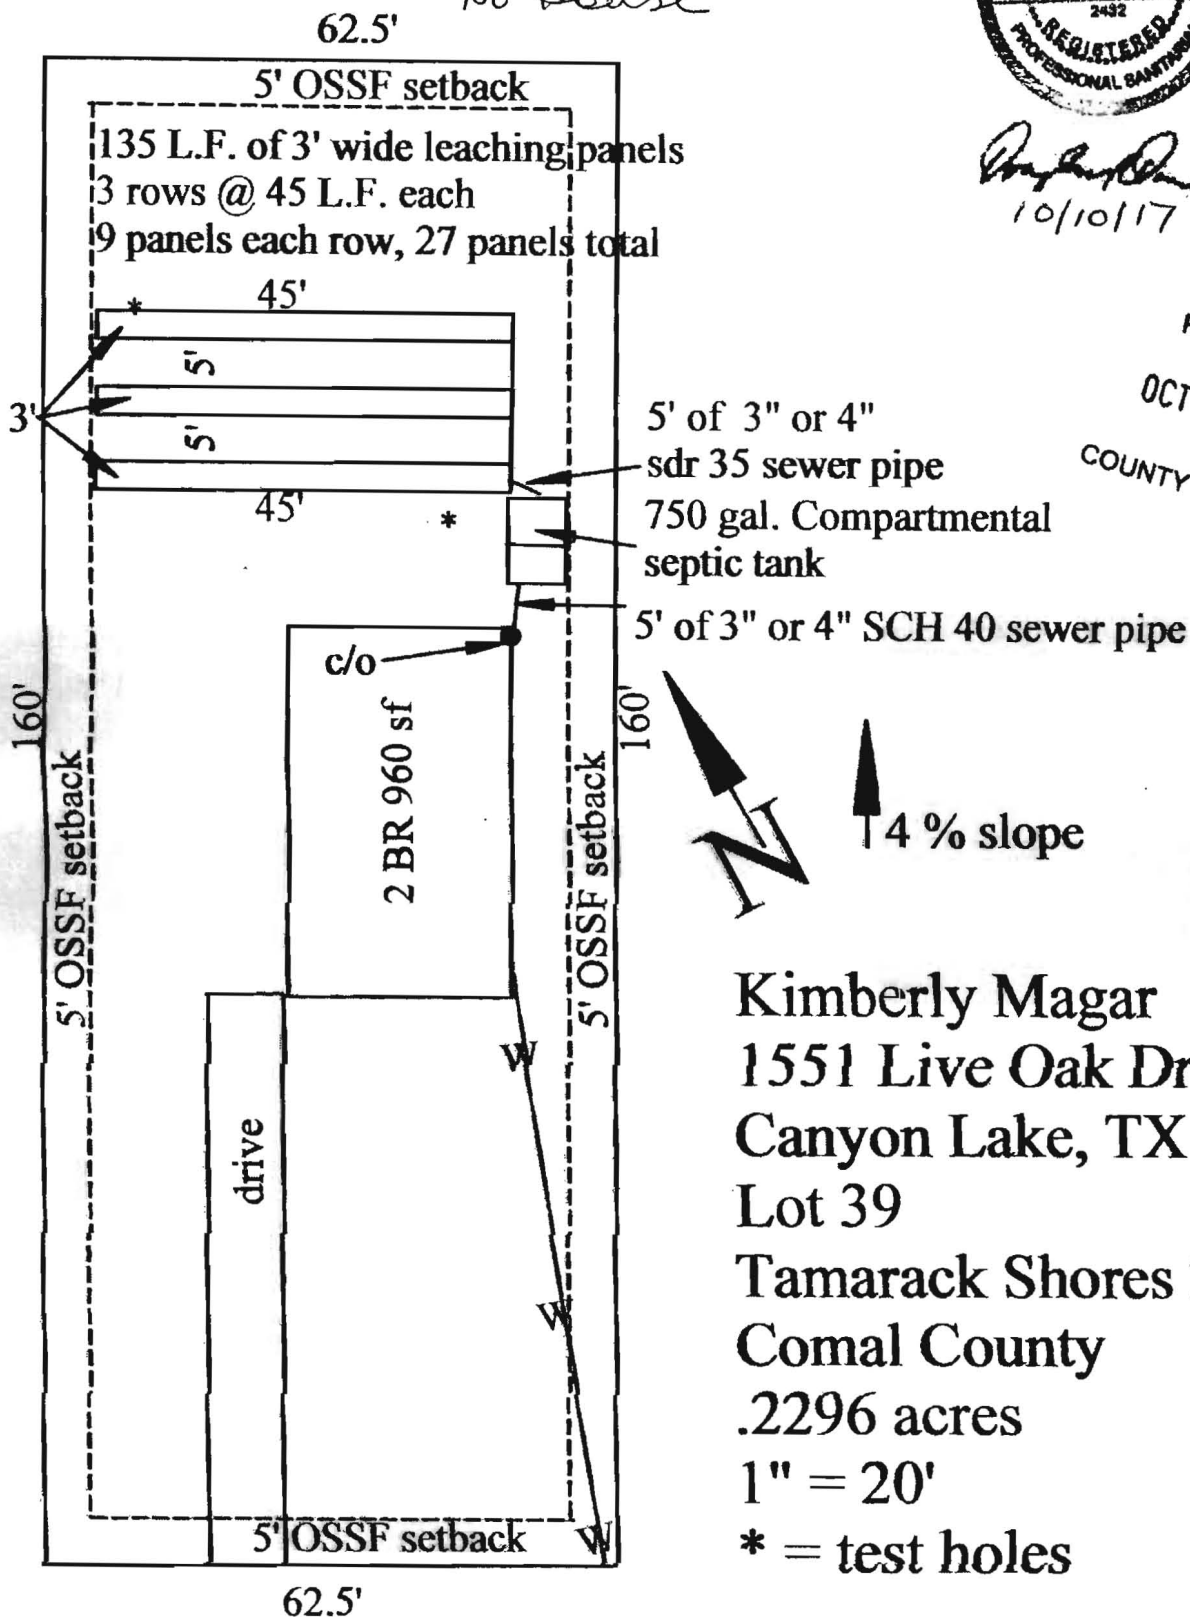 No
62.5'
2432
REGISTERED
PROFESSIONAL SANITARIAN
5' OSSF setback
135 L.F. of 3' wide leaching panels
3 rows @ 45 L.F. each
9 panels each row, 27 panels total
10/10/17
45'
*
5'
3'
5'
45'
*
OCT
COUNTY
5' of 3" or 4"
sdr 35 sewer pipe
750 gal. Compartmental
septic tank
5' of 3" or 4" SCH 40 sewer pipe
c/o
160'
2 BR 960 sf
160'
5' OSSF setback
5' OSSF setback
N
4 % slope
W
drive
W
W
5' OSSF setback
62.5'
Kimberly Magar
1551 Live Oak Dr
Canyon Lake, TX
Lot 39
Tamarack Shores
Comal County
.2296 acres
1" = 20'
* = test holes